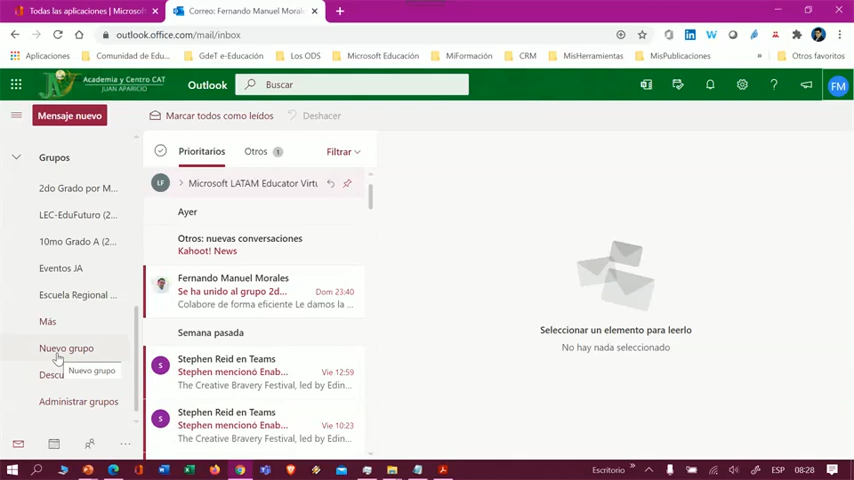 Todas las aplicaciones | Microsoft
Correo: Fernando Manuel Morale
outlook.office.com/mail/inbox
Aplicaciones
Comunidad de Edu...
GdeT e-Educación
Los ODS
Microsoft Educación
MiFormación
CRM
MisHerramientas
MisPublicaciones
Otros favoritos
Academia y Centro CAT
JUAN APARICIO
Outlook
Buscar
FM
Mensaje nuevo
Marcar todos como leídos
Deshacer
Grupos
2do Grado por M...
LEC-EduFuturo (2...
10mo Grado A (2...
Eventos JA
Escuela Regional ...
Más
Nuevo grupo
Nuevo grupo
Descu
Administrar grupos
Prioritarios
Otros 1
Filtrar
LF
Microsoft LATAM Educator Virtu
Ayer
Otros: nuevas conversaciones
Kahoot! News
Fernando Manuel Morales
Se ha unido al grupo 2d...
Dom 23:40
Colabore de forma eficiente Le damos la ...
Semana pasada
S
Stephen Reid en Teams
Stephen mencionó Enab...
Vie 12:59
The Creative Bravery Festival, led by Edin...
S
Stephen Reid en Teams
Stephen mencionó Enab...
Vie 10:23
The Creative Bravery Festival, led by Edin...
Seleccionar un elemento para leerlo
No hay nada seleccionado
Escritorio
ESP
08:28